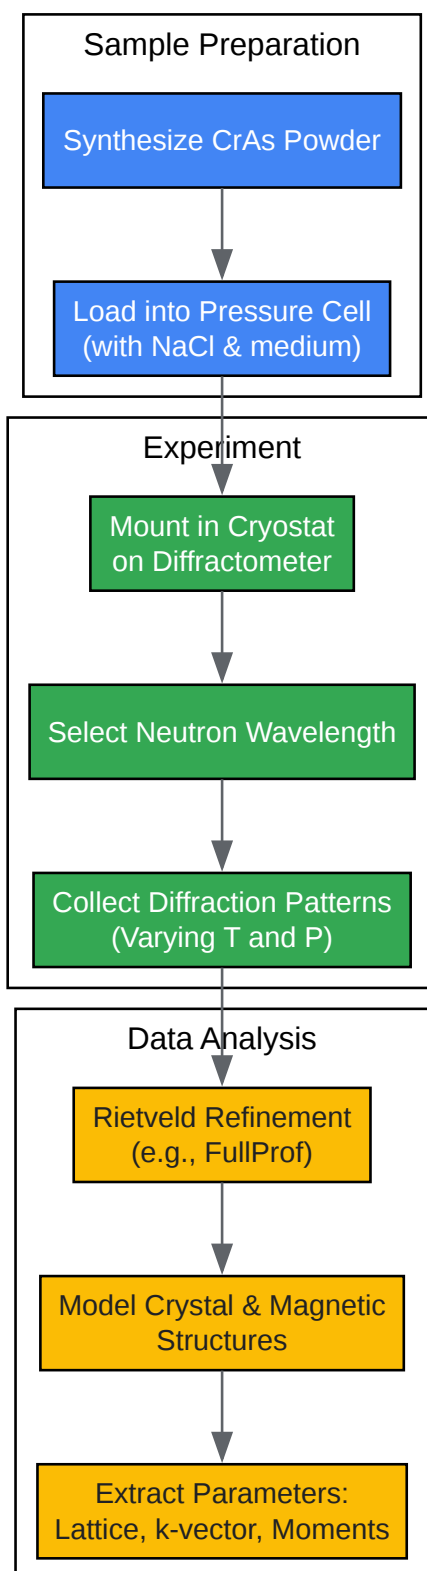 Sample Preparation
Synthesize CrAs Powder
Load into Pressure Cell
(with NaCl & medium)
Experiment
Mount in Cryostat
on Diffractometer
Select Neutron Wavelength
Collect Diffraction Patterns
(Varying T and P)
Data Analysis
Rietveld Refinement
(e.g., FullProf)
Model Crystal & Magnetic
Structures
Extract Parameters:
Lattice, k-vector, Moments